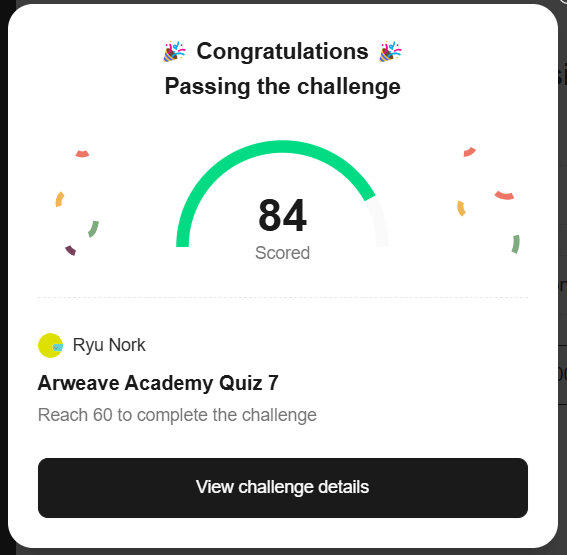 🎉 Congratulations 🎉
Passing the challenge
84
Scored
Ryu Nork
Arweave Academy Quiz 7
Reach 60 to complete the challenge
View challenge details